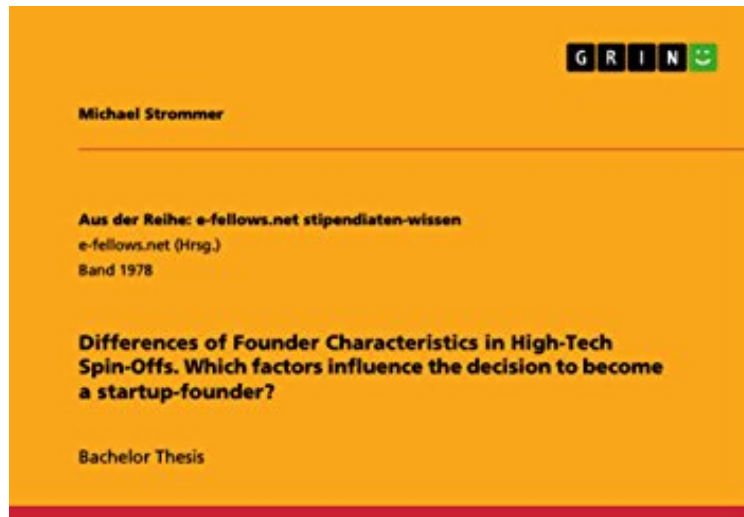 GRIN
Michael Strommer
Aus der Reihe: e-fellows.net stipendiaten-wissen
e-fellows.net (Hrsg.)
Band 1978
Differences of Founder Characteristics in High-Tech
Spin-Offs. Which factors influence the decision to become
a startup-founder?
Bachelor Thesis